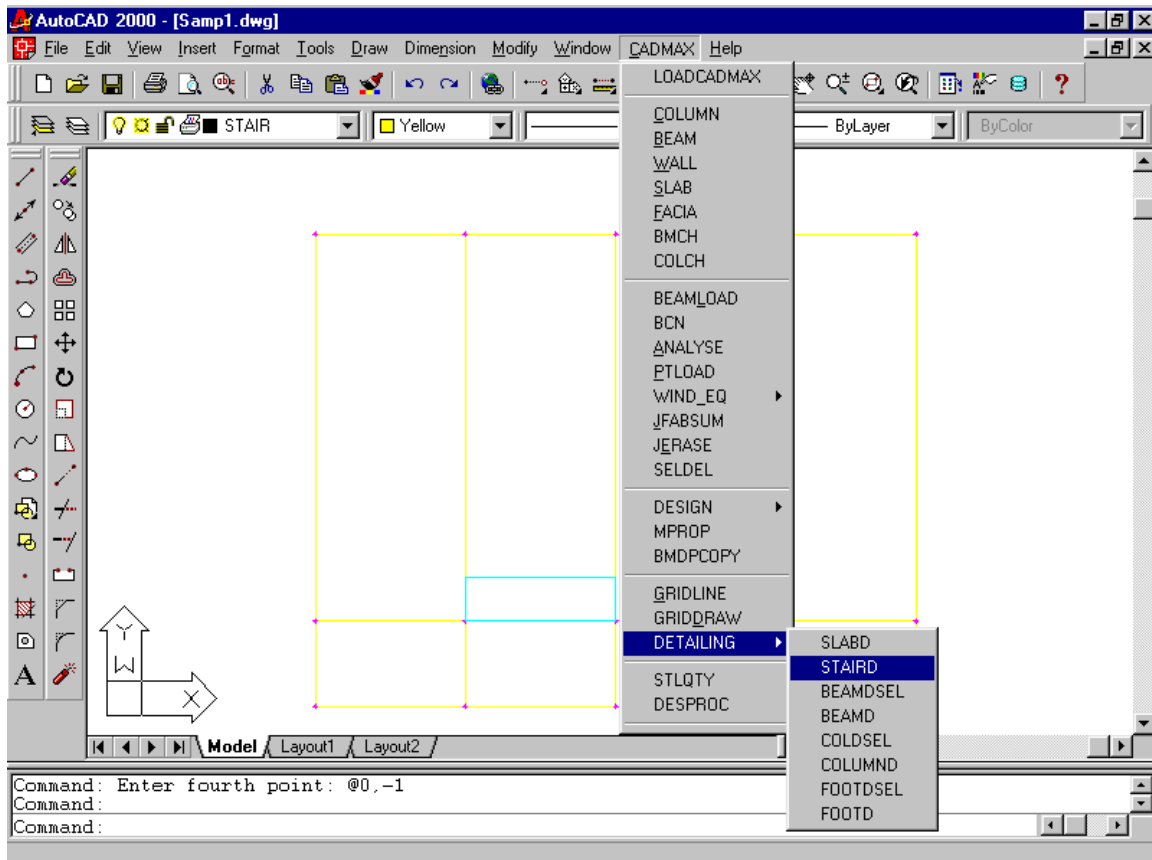 AutoCAD 2000 - [Samp1.dwg]
File Edit View Insert Format Tools Draw Dimension Modify Window CADMAX Help
STAIR Yellow ByLayer ByColor
LOADCADMAX
COLUMN
BEAM
WALL
SLAB
FACIA
BMCH
COLCH
BEAMLOAD
BCN
ANALYSE
PTLOAD
WIND_EQ
JFABSUM
JERASE
SELDEL
DESIGN
MPROP
BMDPCOPY
GRIDLINE
GRIDDRAW
DETAILING
STLQTY
DESPROC
SLABD
STAIRD
BEAMDSEL
BEAMD
COLDSEL
COLUMND
FOOTDSEL
FOOTD
Y
W
X
A
Model Layout1 Layout2
Command: Enter fourth point: @0,-1
Command:
Command: